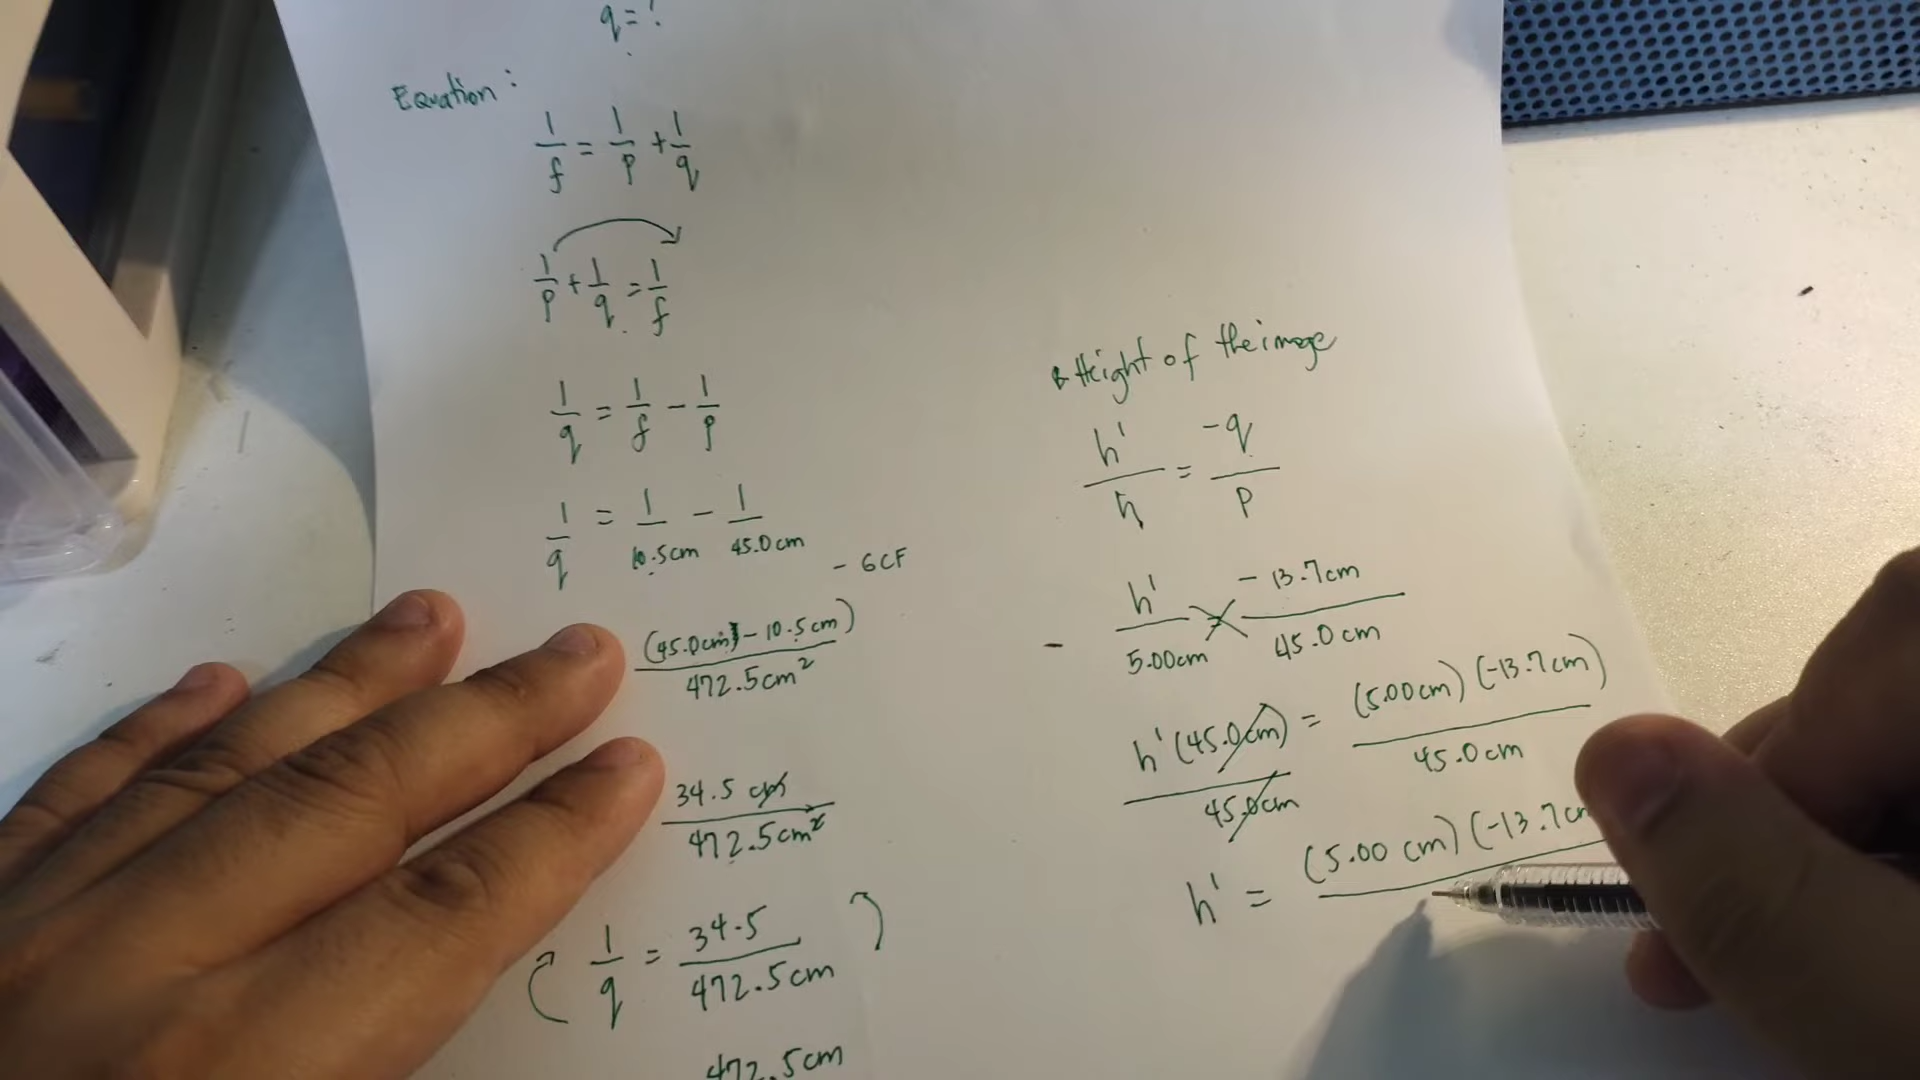 q = ?
Equation:
1/f = 1/p + 1/q
1/p + 1/q = 1/f
1/q = 1/f - 1/p
1/q = 1/10.5cm - 1/45.0cm
- GCF
(45.0cm) - 10.5cm) / 472.5cm²
34.5 cm / 472.5cm²
1/q = 34.5 / 472.5cm
472.5cm
Height of the image
h'/h = -q/p
- h'/5.00cm = -13.7cm / 45.0cm
h'(45.0cm) / 45.0cm = (5.00cm)(-13.7cm) / 45.0cm
h' = (5.00 cm)(-13.7cm